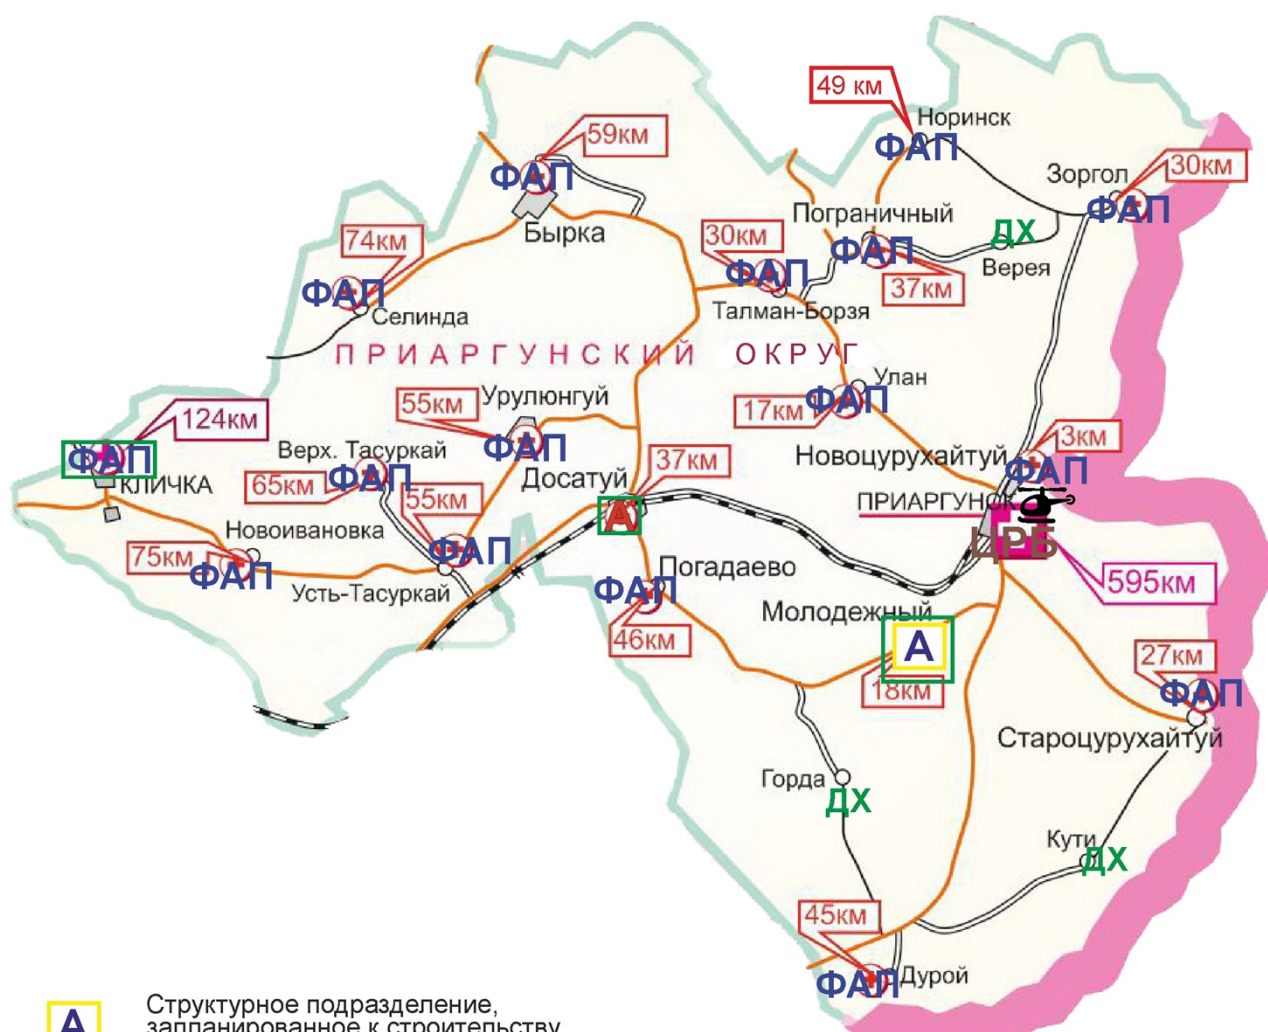 49 км
Норинск
ФАП
59км
ФАП
Бырка
Зоргол
30км
ФАП
Пограничный
ФАП
37км
ДХ
Верея
30км
ФАП
Талман-Борзя
74км
ФАП
Селинда
ПРИАРГУНСКИЙ ОКРУГ
Улан
17км
ФАП
55км
Урулюнгуй
ФАП
124км
ФАП
КЛИЧКА
Верх. Тасуркай
65км
ФАП
Досатуй
37км
А
Новоцурухайтуй
3км
ФАП
ПРИАРГУНСК
ЦРБ
595км
55км
ФАП
Новоивановка
75км
ФАП
Усть-Тасуркай
Погадаево
ФАП
46км
Молодежный
А
18км
27км
ФАП
Староцурухайтуй
Горда
ДХ
Кути
ДХ
45км
ФАП
Дурой
А
Структурное подразделение,
запланированное к строительству